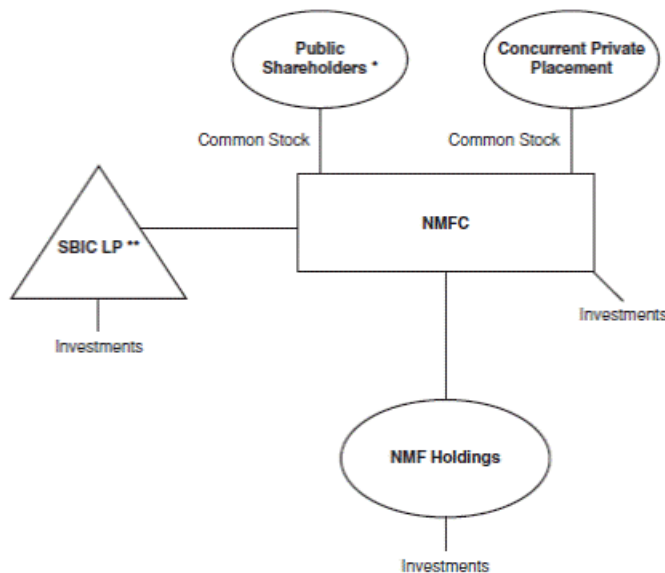 Public
Shareholders *
Concurrent Private
Placement
Common Stock
Common Stock
SBIC LP **
NMFC
Investments
Investments
NMF Holdings
Investments